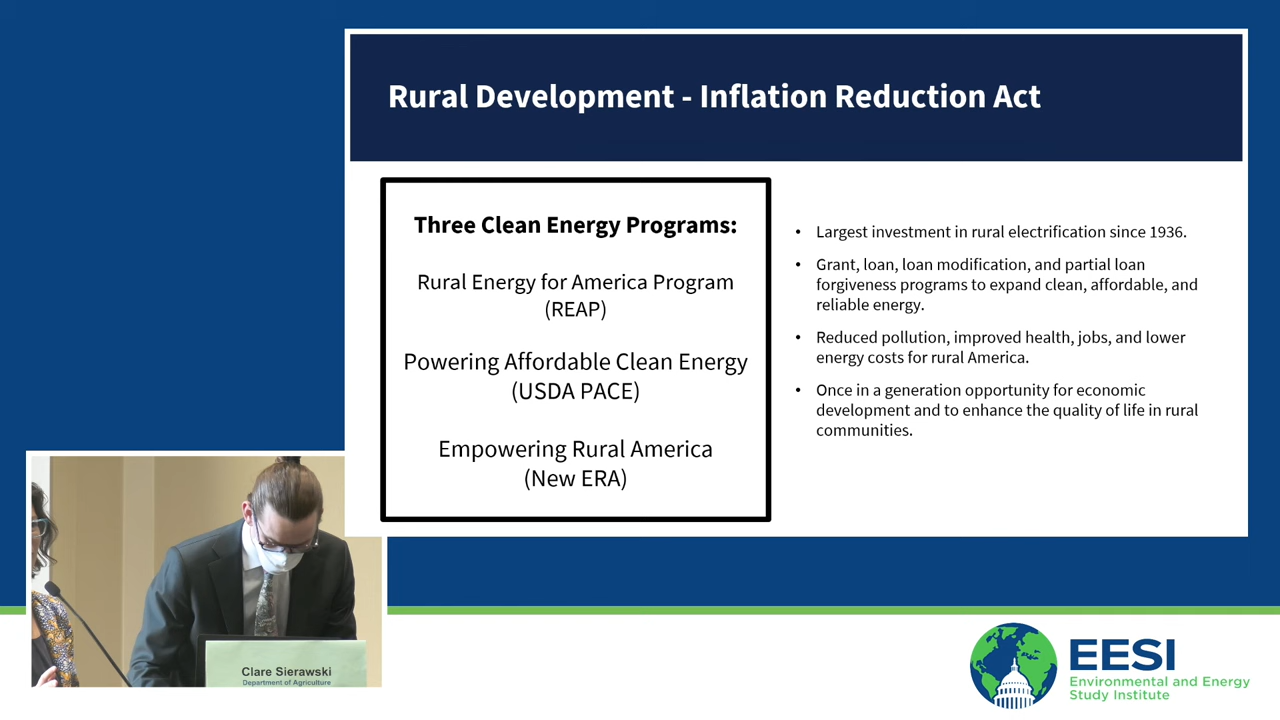 Rural Development - Inflation Reduction Act
Three Clean Energy Programs:
Rural Energy for America Program
(REAP)
Powering Affordable Clean Energy
(USDA PACE)
Empowering Rural America
(New ERA)
• Largest investment in rural electrification since 1936.
• Grant, loan, loan modification, and partial loan
forgiveness programs to expand clean, affordable, and
reliable energy.
• Reduced pollution, improved health, jobs, and lower
energy costs for rural America.
• Once in a generation opportunity for economic
development and to enhance the quality of life in rural
communities.
Clare Sierawski
Department of Agriculture
EESI
Environmental and Energy
Study Institute